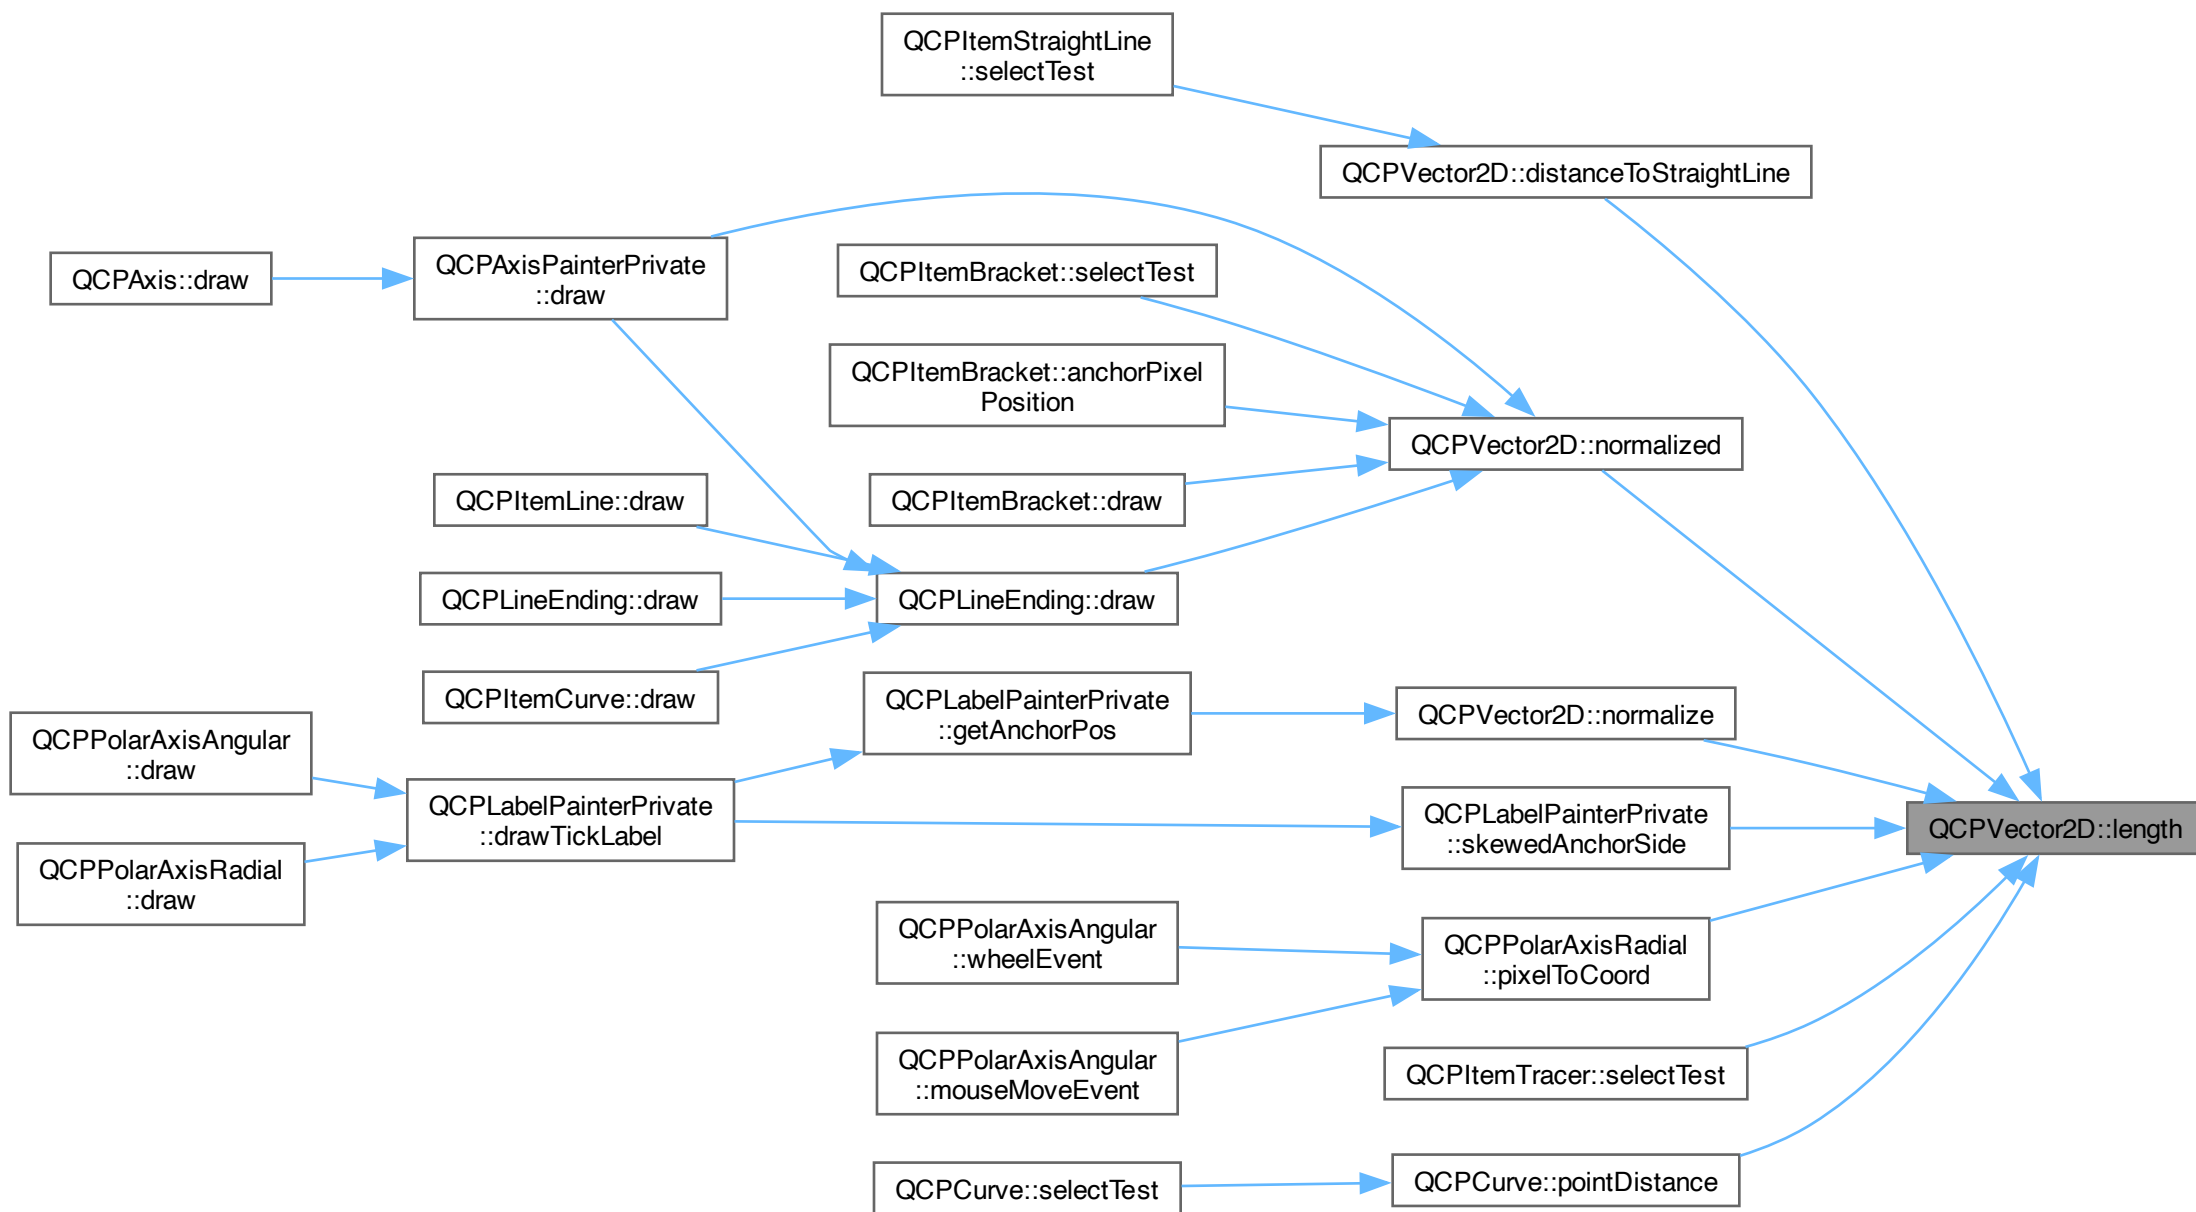 QCPItemStraightLine
::selectTest
QCPVector2D::distanceToStraightLine
QCPAxis::draw
QCPAxisPainterPrivate
::draw
QCPItemBracket::selectTest
QCPItemBracket::anchorPixel
Position
QCPVector2D::normalized
QCPItemLine::draw
QCPItemBracket::draw
QCPLineEnding::draw
QCPLineEnding::draw
QCPItemCurve::draw
QCPLabelPainterPrivate
::getAnchorPos
QCPVector2D::normalize
QCPPolarAxisAngular
::draw
QCPLabelPainterPrivate
::drawTickLabel
QCPLabelPainterPrivate
::skewedAnchorSide
QCPVector2D::length
QCPPolarAxisRadial
::draw
QCPPolarAxisAngular
::wheelEvent
QCPPolarAxisRadial
::pixelToCoord
QCPPolarAxisAngular
::mouseMoveEvent
QCPItemTracer::selectTest
QCPCurve::selectTest
QCPCurve::pointDistance